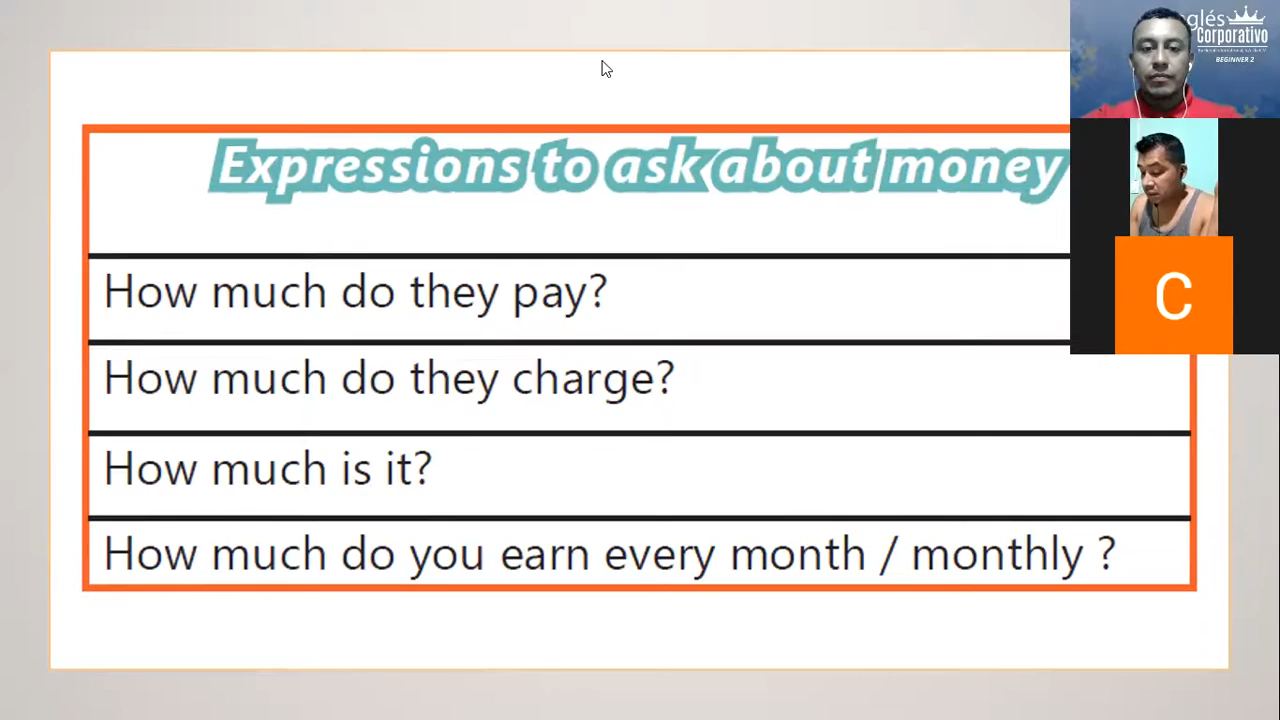 Inglés
Corporativo
BEGINNER 2
Expressions to ask about money
How much do they pay?
C
How much do they charge?
How much is it?
How much do you earn every month / monthly ?